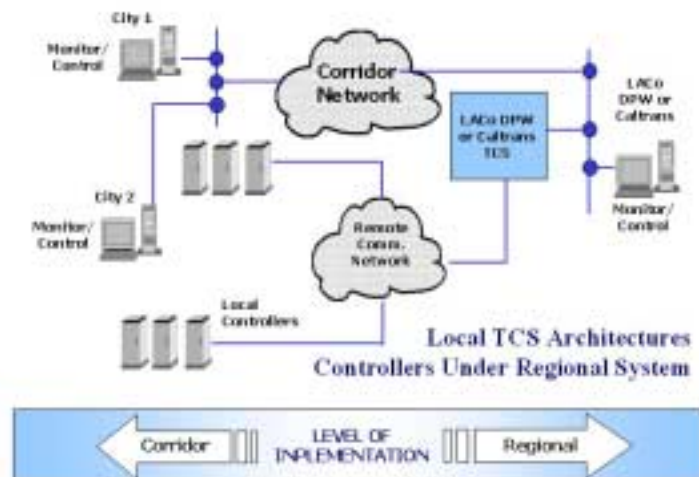 City 1
Monitor/
Control
Corridor
Network
LACo DPW
or Caltrans
TCS
LACo
DPW or
Caltrans
Monitor/
Control
City 2
Monitor/
Control
Remote
Comm.
Network
Local
Controllers
Local TCS Architectures
Controllers Under Regional System
Corridor
LEVEL OF
INPLEMENTATION
Regional